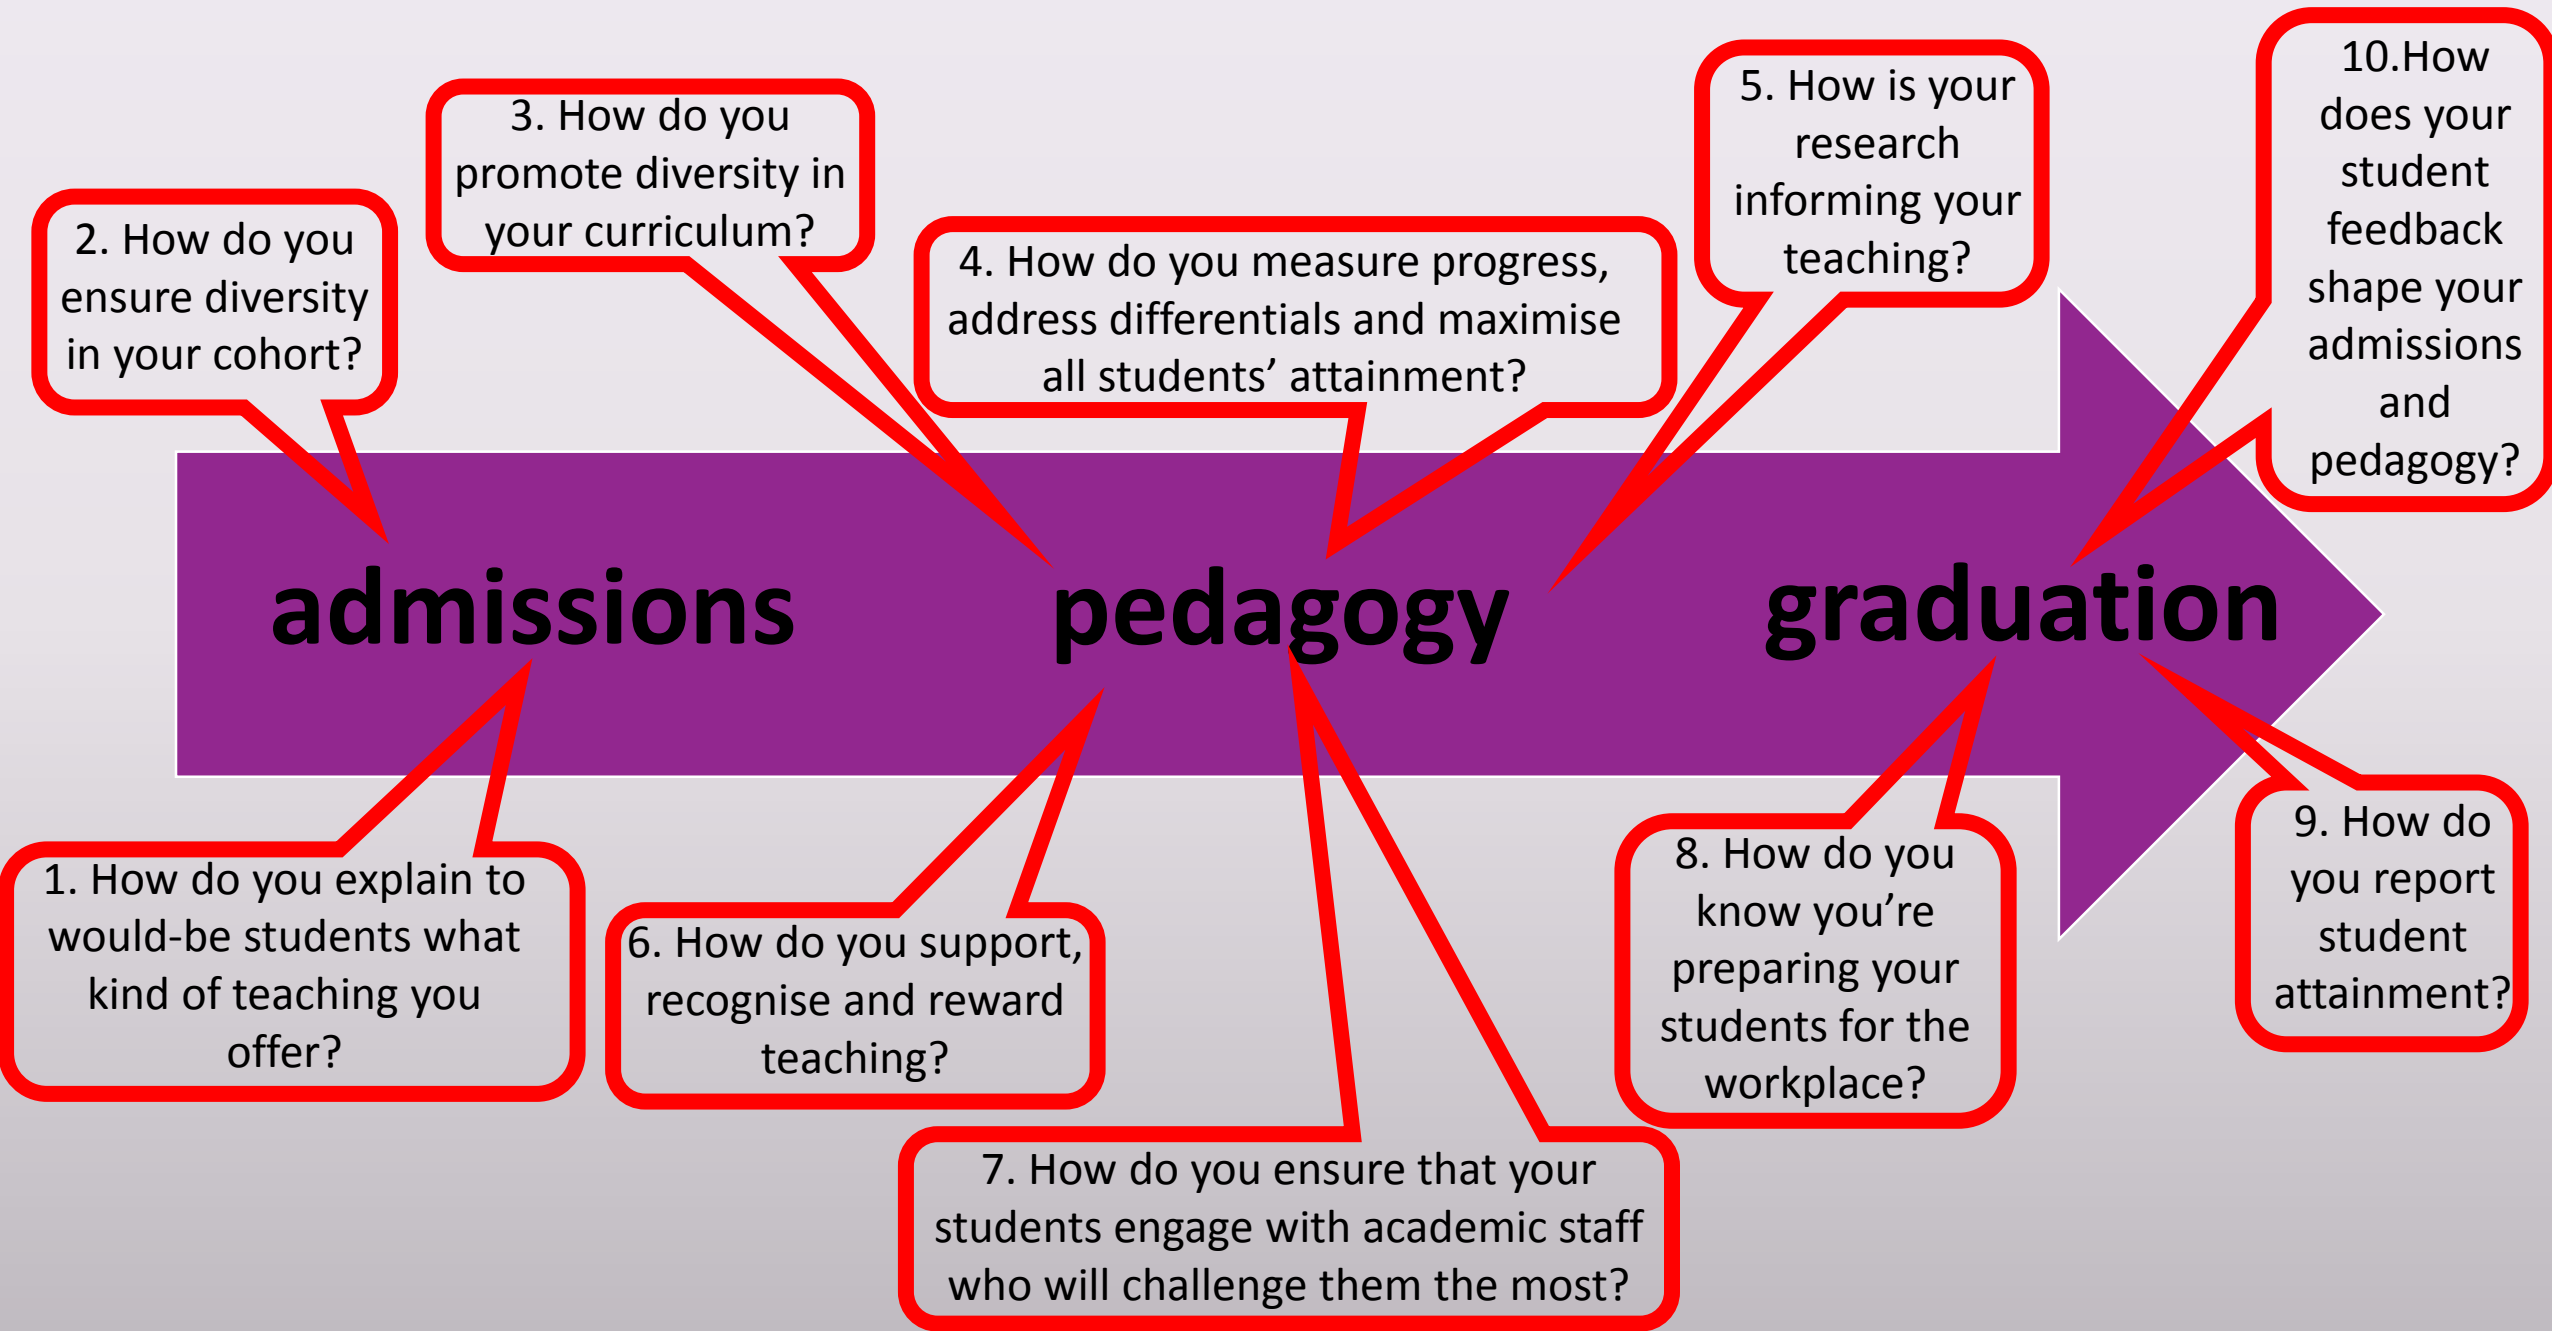 2. How do you
ensure diversity
in your cohort?
3. How do you
promote diversity in
your curriculum?
4. How do you measure progress,
address differentials and maximise
all students’ attainment?
5. How is your
research
informing your
teaching?
10.How
does your
student
feedback
shape your
admissions
and
pedagogy?
admissions
pedagogy
graduation
1. How do you explain to
would-be students what
kind of teaching you
offer?
6. How do you support,
recognise and reward
teaching?
7. How do you ensure that your
students engage with academic staff
who will challenge them the most?
8. How do you
know you’re
preparing your
students for the
workplace?
9. How do
you report
student
attainment?